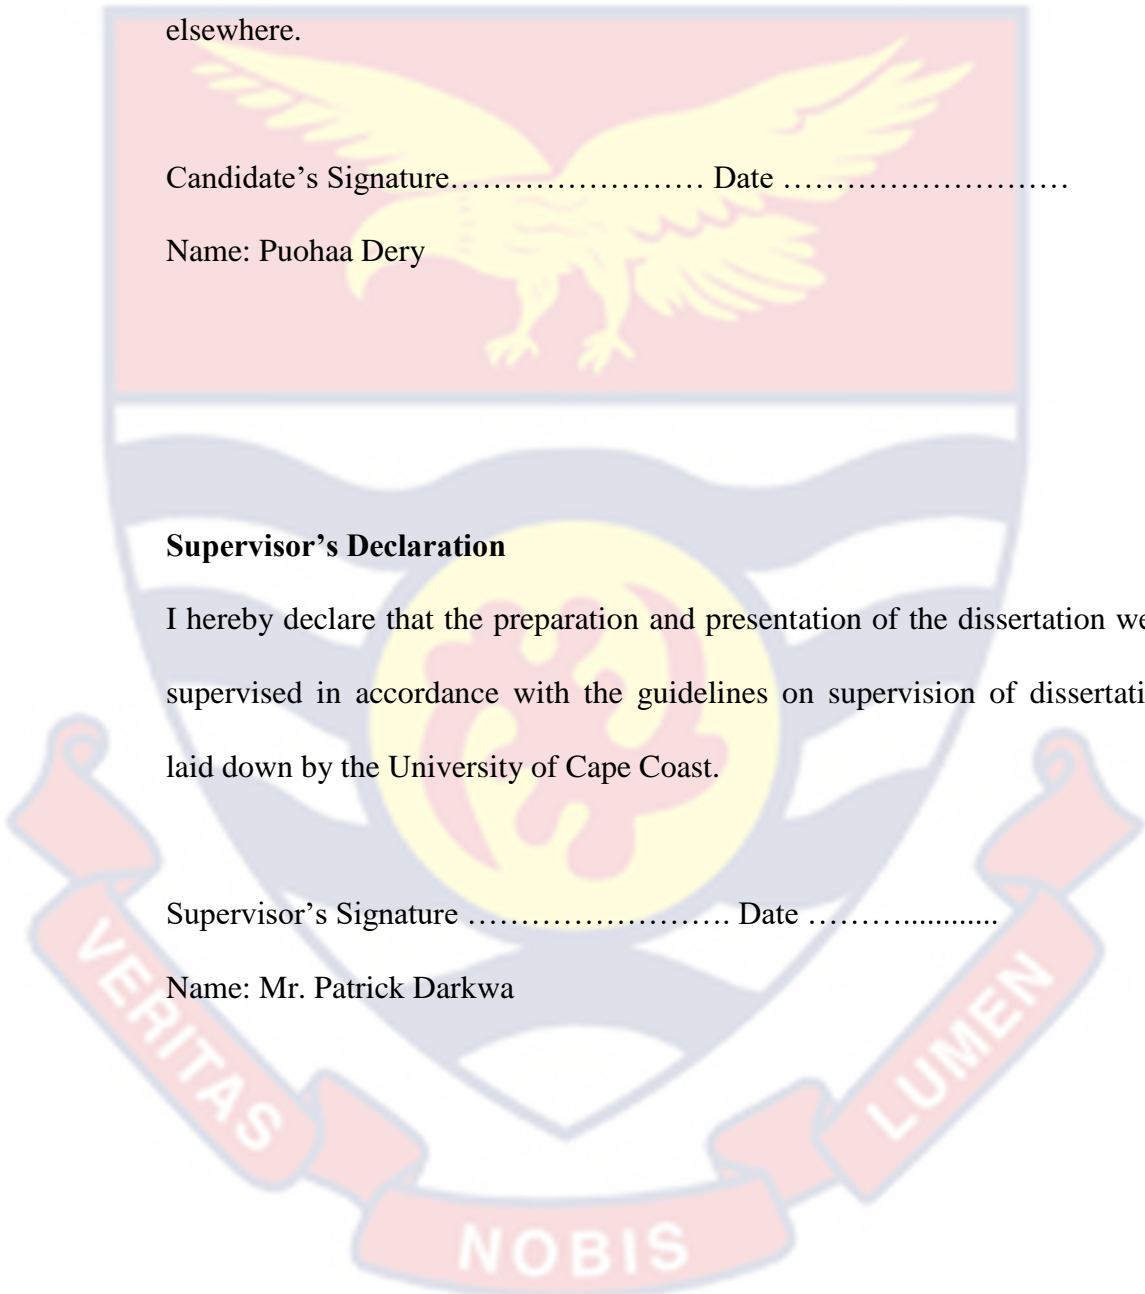 elsewhere.
Candidate’s Signature…………………… Date ………………………
Name: Puohaa Dery
Supervisor’s Declaration
I hereby declare that the preparation and presentation of the dissertation we
supervised in accordance with the guidelines on supervision of dissertati
laid down by the University of Cape Coast.
Supervisor’s Signature ……………………. Date ………............
Name: Mr. Patrick Darkwa
VERITAS
NOBIS
LUMEN